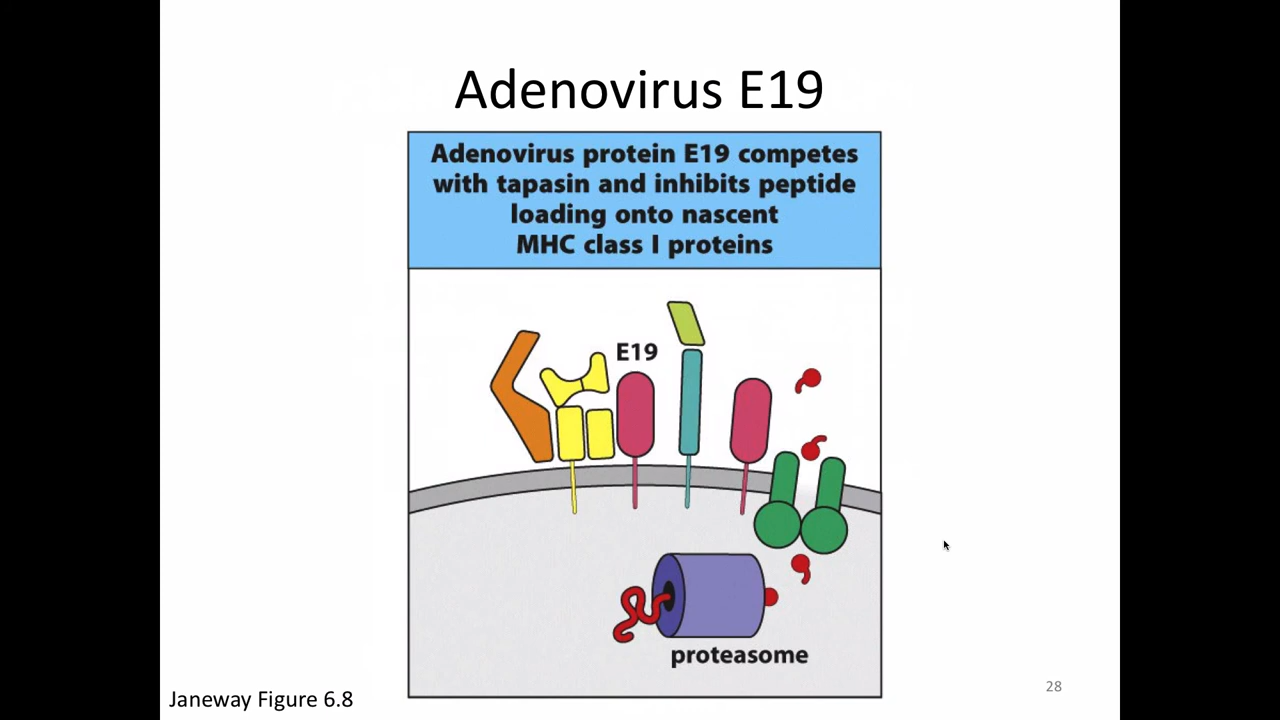 Adenovirus E19
Adenovirus protein E19 competes
with tapasin and inhibits peptide
loading onto nascent
MHC class I proteins
E19
proteasome
Janeway Figure 6.8
28